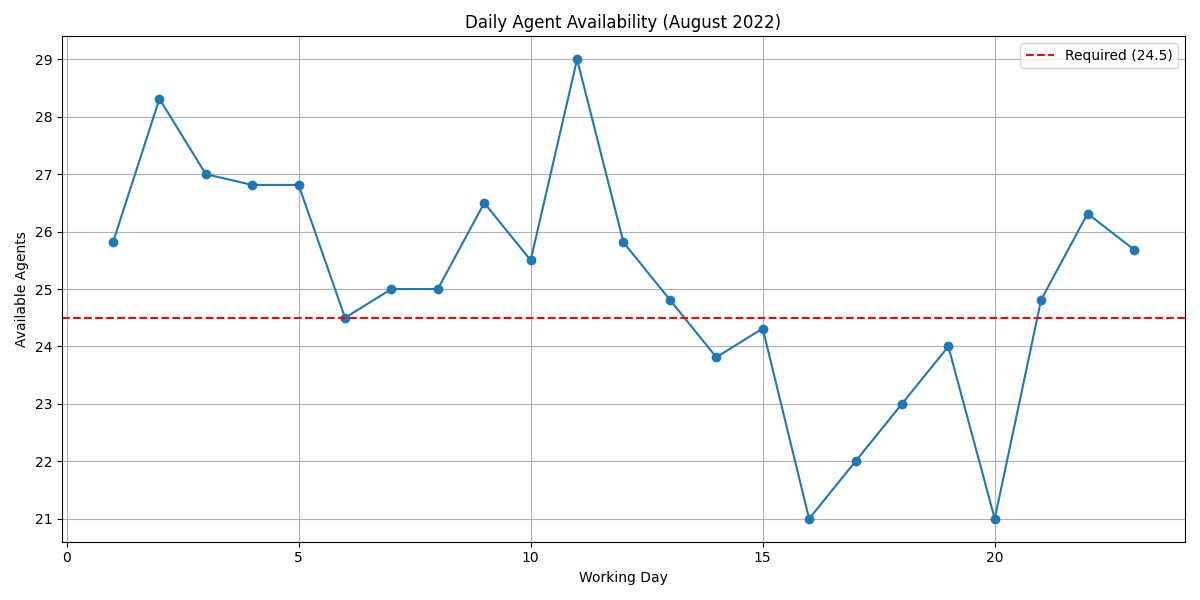 Daily Agent Availability (August 2022)
Required (24.5)
Available Agents
29
28
27
26
25
24
23
22
21
0 5 10 15 20
Working Day